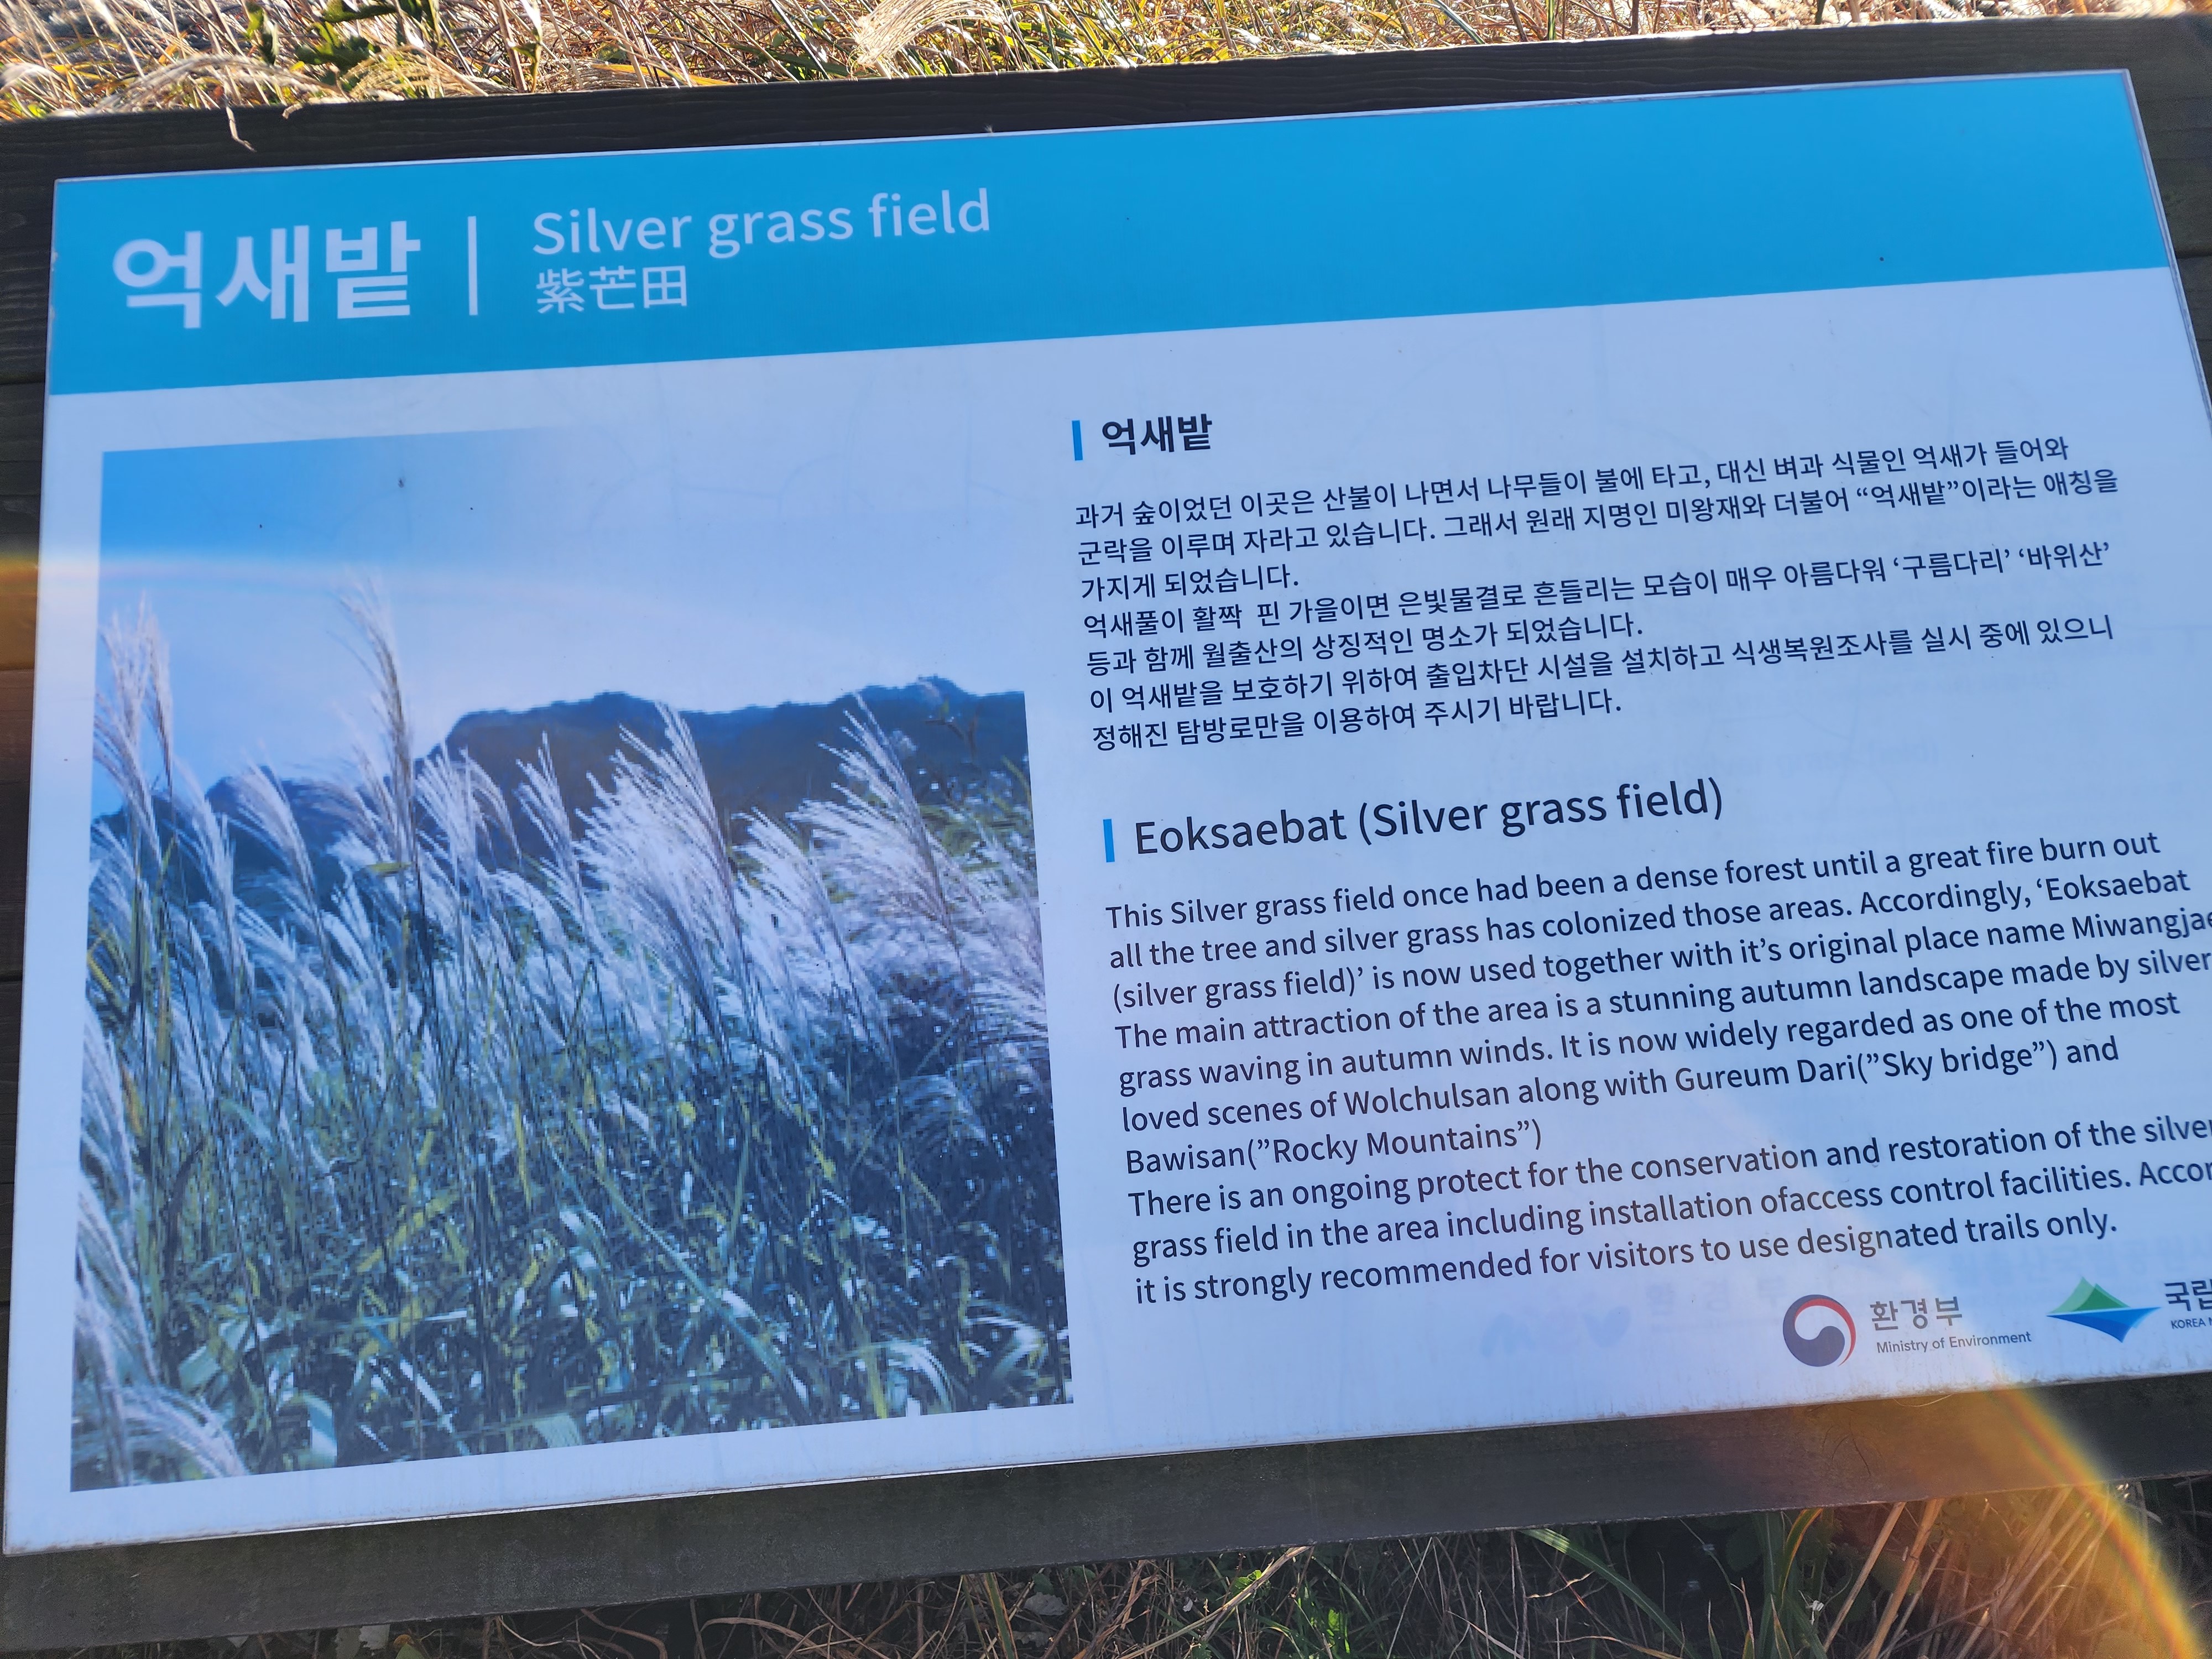 억새밭
Silver grass field
紫芒田
억새밭
과거 숲이었던 이곳은 산불이 나면서 나무들이 불에 타고, 대신 벼과 식물인 억새가 들어와
군락을 이루며 자라고 있습니다. 그래서 원래 지명인 미왕재와 더불어 “억새밭”이라는 애칭을
가지게 되었습니다.
억새풀이 활짝 핀 가을이면 은빛물결로 흔들리는 모습이 매우 아름다워 ‘구름다리’ ‘바위산’
등과 함께 월출산의 상징적인 명소가 되었습니다.
이 억새밭을 보호하기 위하여 출입차단 시설을 설치하고 식생복원조사를 실시 중에 있으니
정해진 탐방로만을 이용하여 주시기 바랍니다.
Eoksaebat (Silver grass field)
This Silver grass field once had been a dense forest until a great fire burn out
all the tree and silver grass has colonized those areas. Accordingly, ‘Eoksaebat
(silver grass field)’ is now used together with it’s original place name Miwangjae
The main attraction of the area is a stunning autumn landscape made by silver
grass waving in autumn winds. It is now widely regarded as one of the most
loved scenes of Wolchulsan along with Gureum Dari(”Sky bridge”) and
Bawisan(”Rocky Mountains”)
There is an ongoing protect for the conservation and restoration of the silver
grass field in the area including installation ofaccess control facilities.
it is strongly recommended for visitors to use designated trails only.
환경부
Ministry of Environment
국립
KOREA